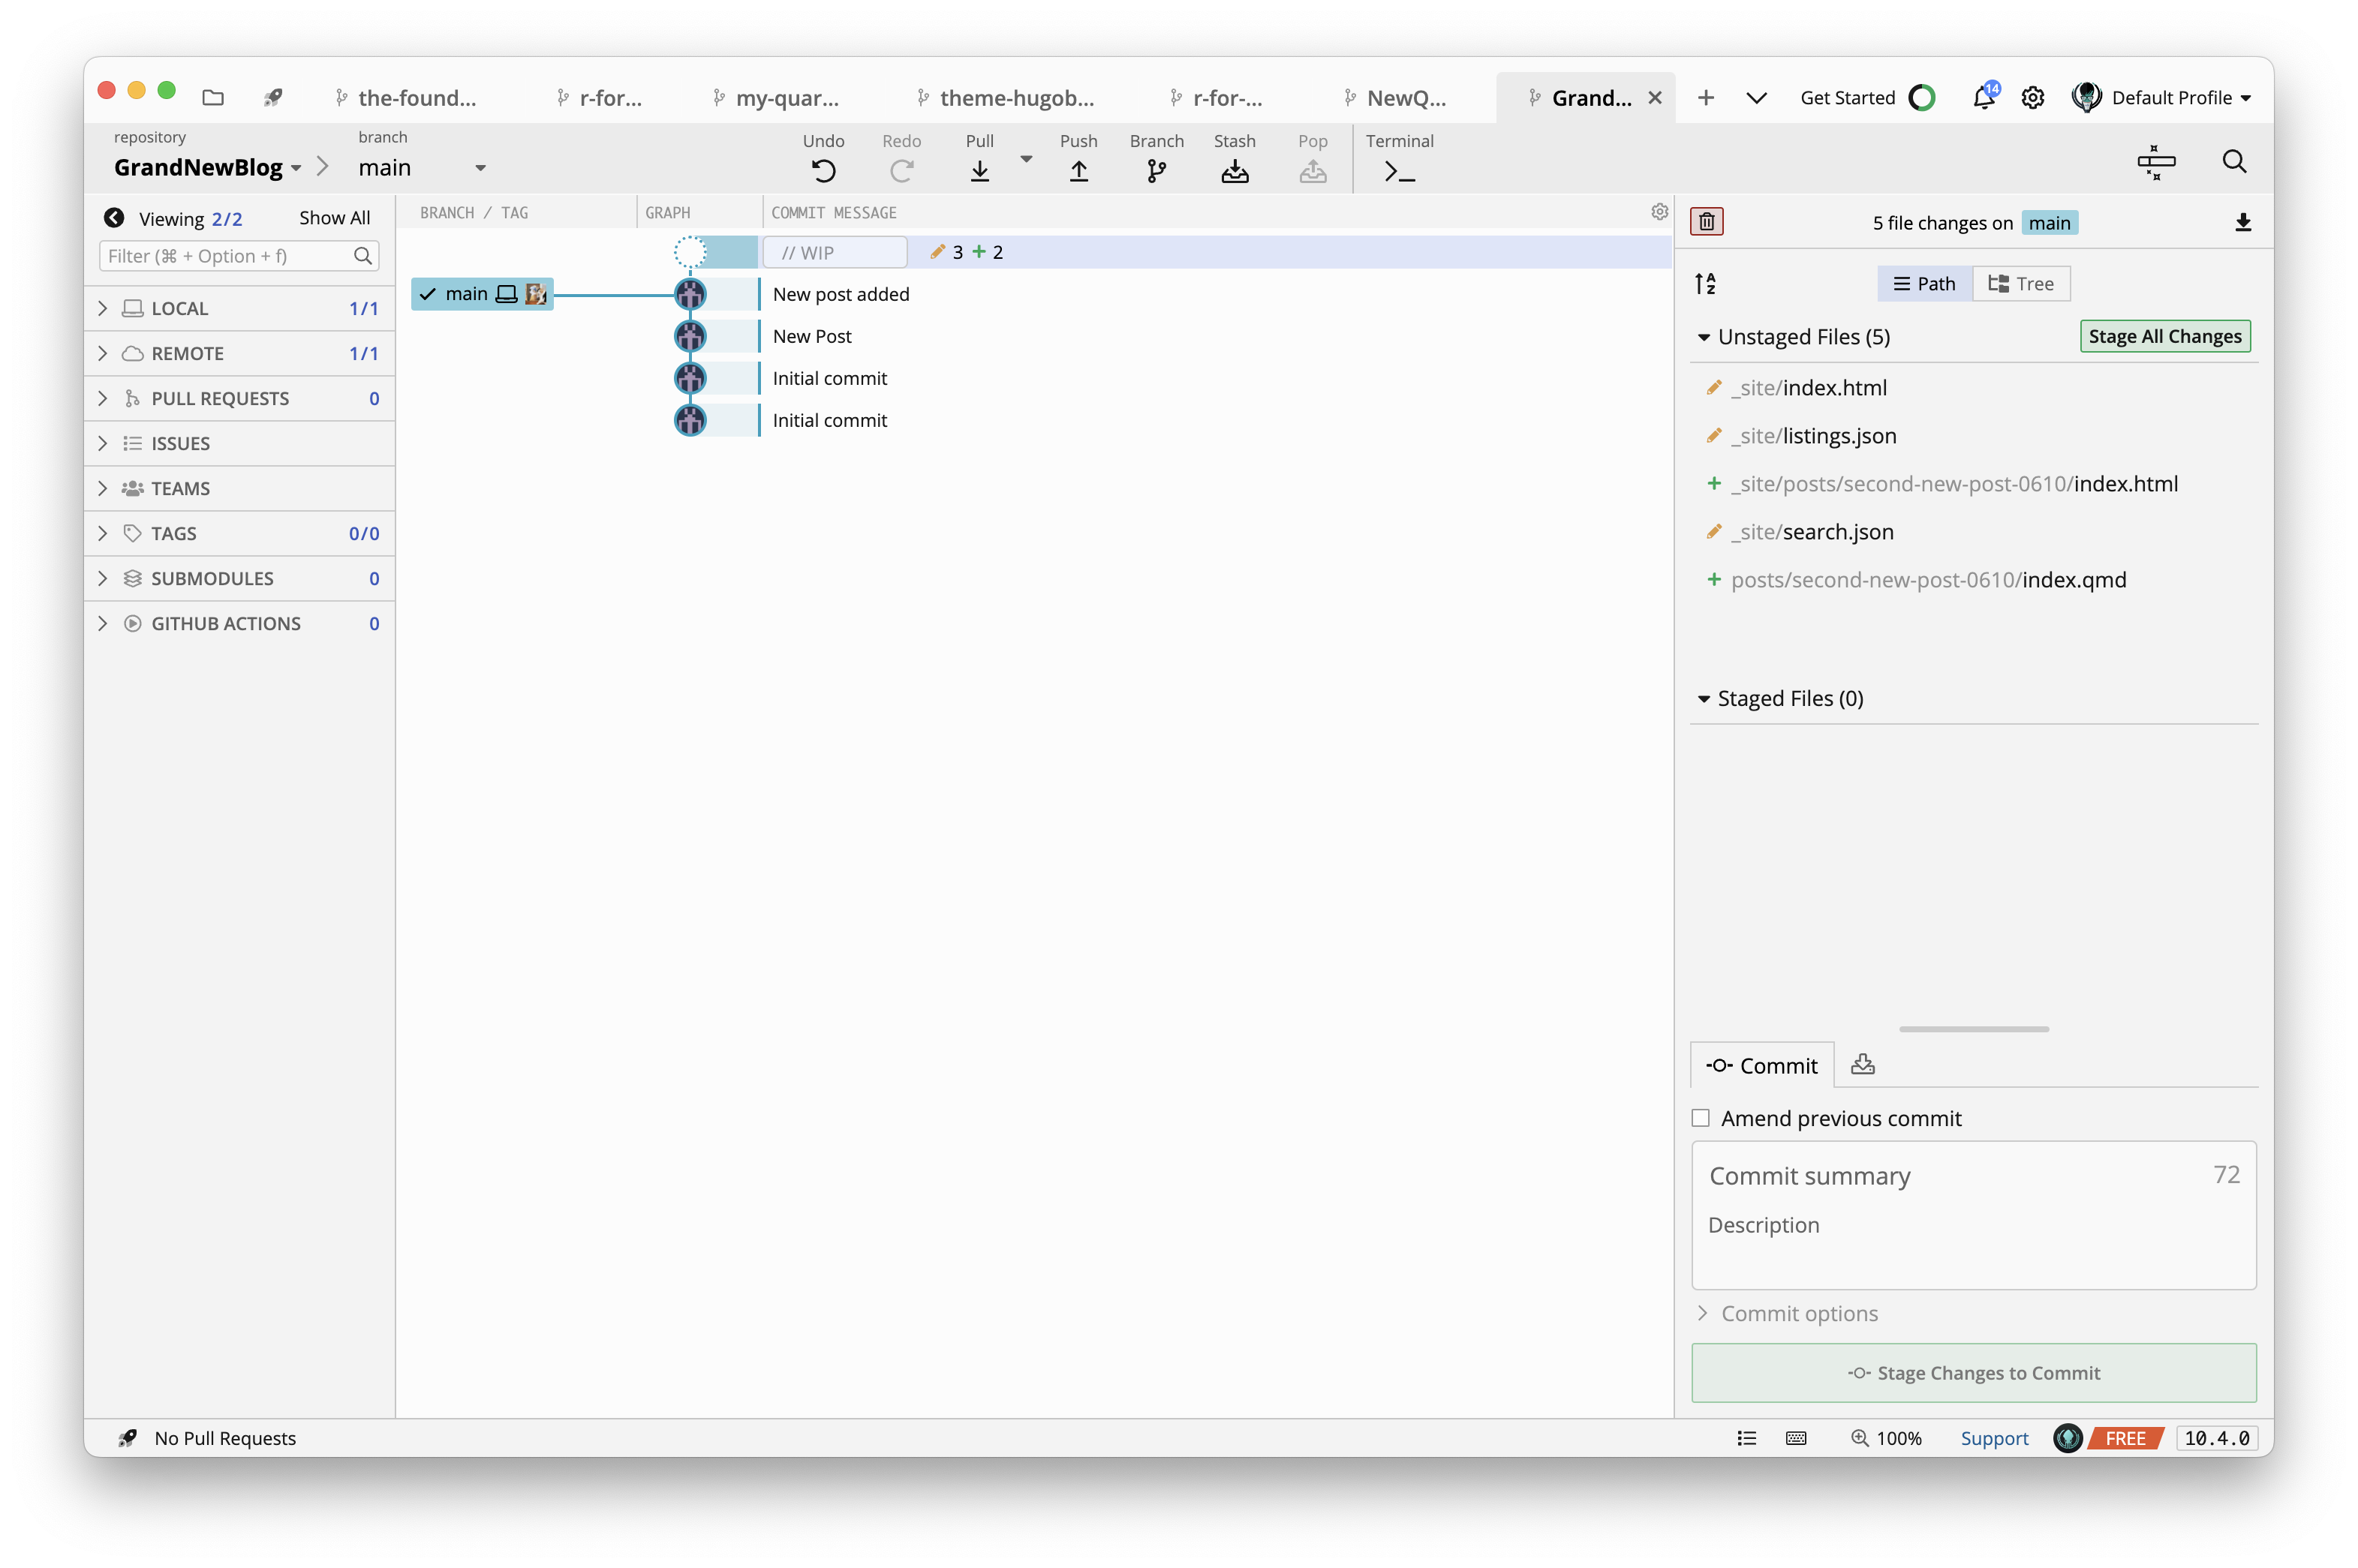 the-found...
r-for...
my-quar...
theme-hugob...
r-for-...
NewQ...
Grand...
Get Started
14
Default Profile
repository
GrandNewBlog
branch
main
Undo
Redo
Pull
Push
Branch
Stash
Pop
Terminal
Viewing 2/2
Show All
Filter (⌘ + Option + f)
LOCAL 1/1
REMOTE 1/1
PULL REQUESTS 0
ISSUES
TEAMS
TAGS 0/0
SUBMODULES 0
GITHUB ACTIONS 0
BRANCH / TAG
GRAPH
COMMIT MESSAGE
// WIP
3 + 2
main
New post added
New Post
Initial commit
Initial commit
5 file changes on main
A
Z
Path
Tree
Unstaged Files (5)
Stage All Changes
_site/index.html
_site/listings.json
+ _site/posts/second-new-post-0610/index.html
_site/search.json
+ posts/second-new-post-0610/index.qmd
Staged Files (0)
Commit
Amend previous commit
Commit summary
72
Description
Commit options
Stage Changes to Commit
No Pull Requests
100%
Support
FREE
10.4.0